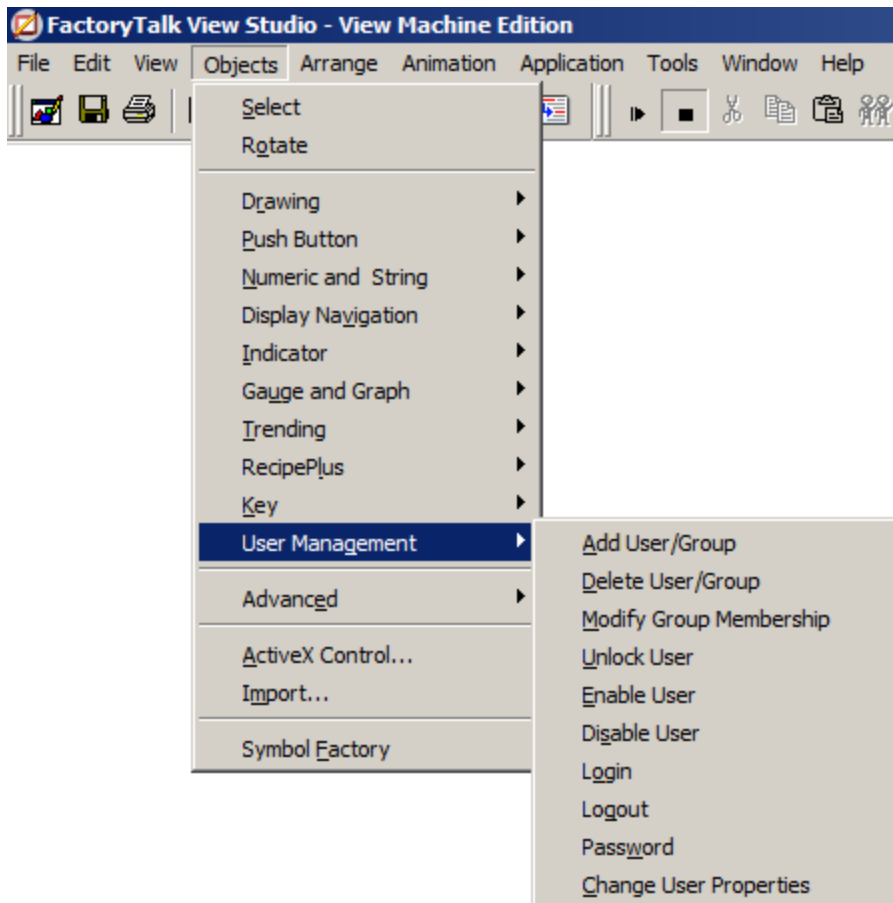 FactoryTalk View Studio - View Machine Edition
File Edit View Objects Arrange Animation Application Tools Window Help
Select
Rotate
Drawing
Push Button
Numeric and String
Display Navigation
Indicator
Gauge and Graph
Trending
RecipePlus
Key
User Management
Advanced
ActiveX Control...
Import...
Symbol Factory
Add User/Group
Delete User/Group
Modify Group Membership
Unlock User
Enable User
Disable User
Login
Logout
Password
Change User Properties